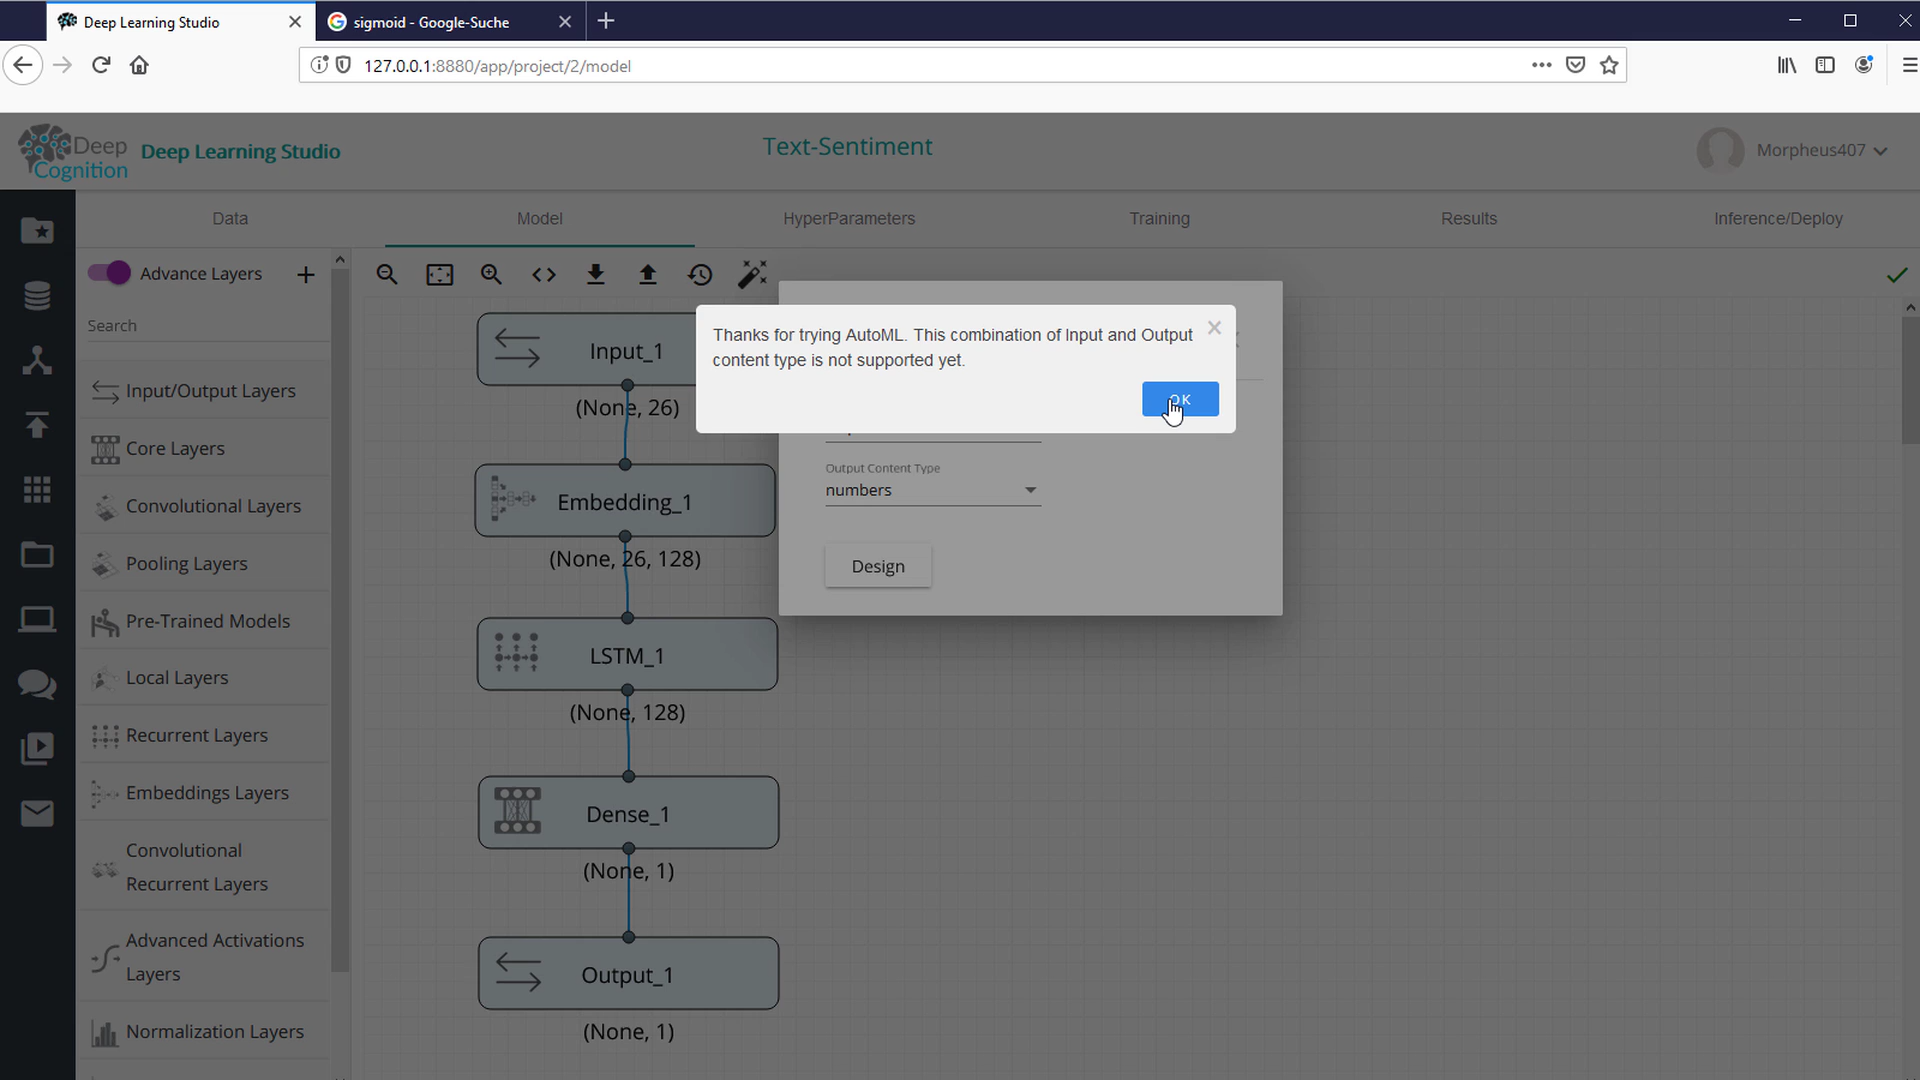 Deep Learning Studio
sigmoid - Google-Suche
127.0.0.1:8880/app/project/2/model
Deep
Cognition
Deep Learning Studio
Text-Sentiment
Morpheus407
Data
Model
HyperParameters
Training
Results
Inference/Deploy
Advance Layers
Search
Input/Output Layers
Core Layers
Convolutional Layers
Pooling Layers
Pre-Trained Models
Local Layers
Recurrent Layers
Embeddings Layers
Convolutional
Recurrent Layers
Advanced Activations
Layers
Normalization Layers
Input_1
(None, 26)
Embedding_1
(None, 26, 128)
LSTM_1
(None, 128)
Dense_1
(None, 1)
Output_1
(None, 1)
Thanks for trying AutoML. This combination of Input and Output
content type is not supported yet.
OK
Output Content Type
numbers
Design